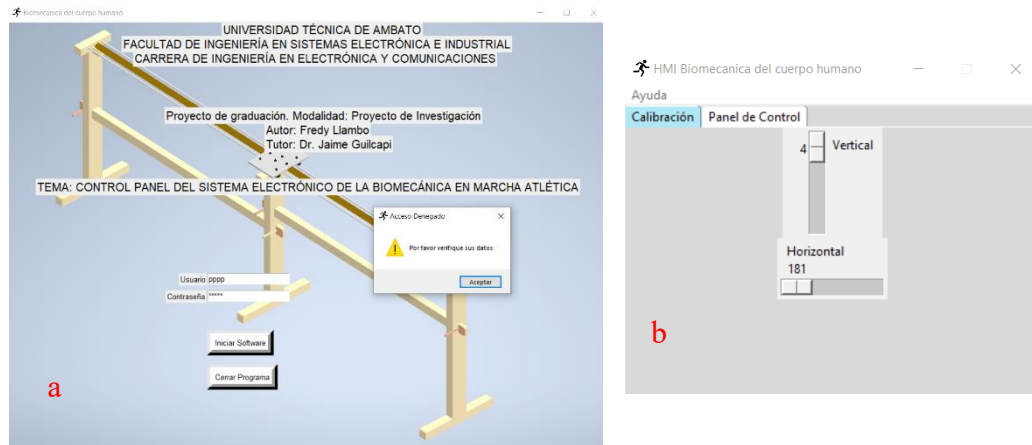 Biomecanica del cuerpo humano
UNIVERSIDAD TÉCNICA DE AMBATO
FACULTAD DE INGENIERÍA EN SISTEMAS ELECTRÓNICA E INDUSTRIAL
CARRERA DE INGENIERÍA EN ELECTRÓNICA Y COMUNICACIONES
Proyecto de graduación. Modalidad: Proyecto de Investigación
Autor: Fredy Llambo
Tutor: Dr. Jaime Guilcapi
TEMA: CONTROL PANEL DEL SISTEMA ELECTRÓNICO DE LA BIOMECÁNICA EN MARCHA ATLÉTICA
Acceso Denegado
Por favor verifique sus datos
Aceptar
Usuario pppp
Contraseña *****
Iniciar Software
Cerrar Programa
a
HMI Biomecanica del cuerpo humano
Ayuda
Calibración Panel de Control
4 Vertical
Horizontal
181
b